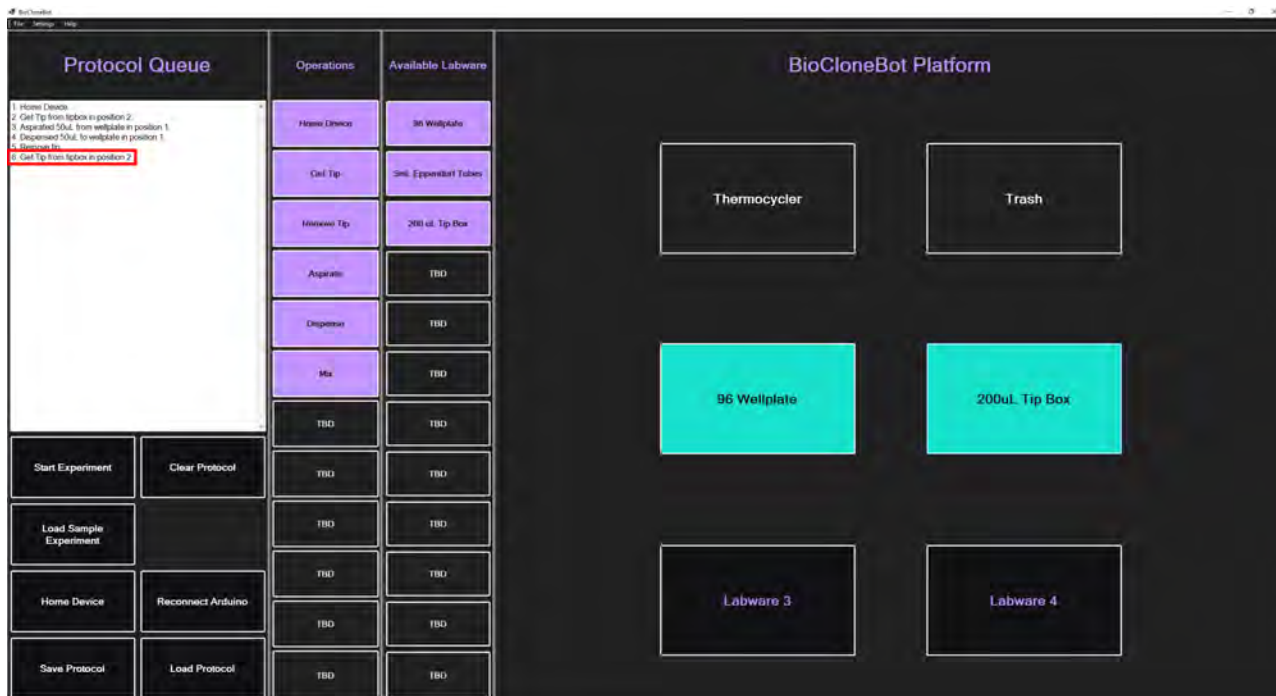 BioCloneBot
File Settings Help
Protocol Queue
1. Home Device
2. Get Tip from tipbox in position 2.
3. Aspirated 50uL from wellplate in position 1.
4. Dispensed 50uL to wellplate in position 1.
5. Remove tip.
6. Get Tip from tipbox in position 2.
Start Experiment
Clear Protocol
Load Sample
Experiment
Home Device
Reconnect Arduino
Save Protocol
Load Protocol
Operations
Home Device
Get Tip
Remove Tip
Aspirate
Dispense
Mix
TBD
TBD
TBD
TBD
TBD
TBD
Available Labware
96 Wellplate
5mL Eppendorf Tubes
200 uL Tip Box
TBD
TBD
TBD
TBD
TBD
TBD
TBD
TBD
TBD
BioCloneBot Platform
Thermocycler
Trash
96 Wellplate
200uL Tip Box
Labware 3
Labware 4